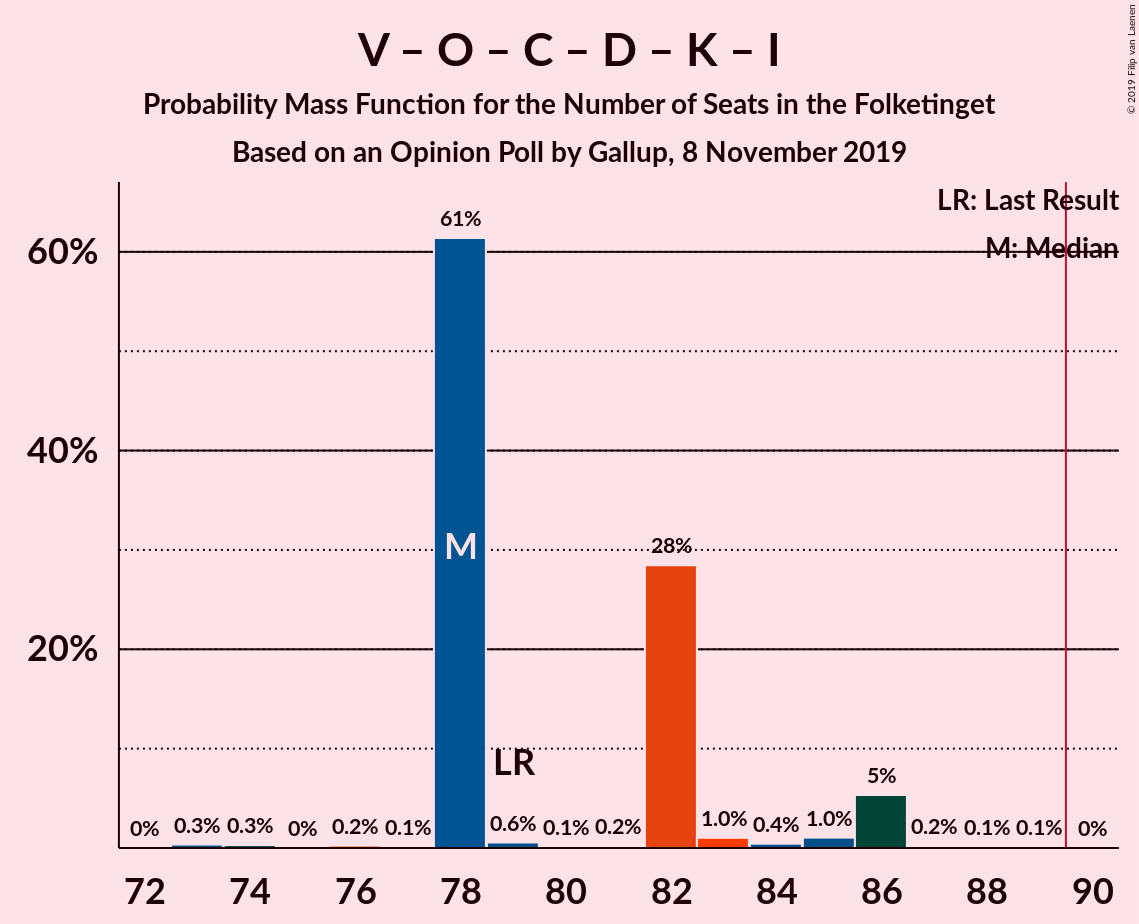 V – O – C – D – K – I
Probability Mass Function for the Number of Seats in the Folketinget
Based on an Opinion Poll by Gallup, 8 November 2019
© 2019 Filip van Laenen
LR: Last Result
M: Median
60%
40%
20%
61%
M
LR
28%
5%
0% 0.3% 0.3% 0% 0.2% 0.1% 0.6% 0.1% 0.2% 1.0% 0.4% 1.0% 0.2% 0.1% 0.1% 0%
72 74 76 78 80 82 84 86 88 90